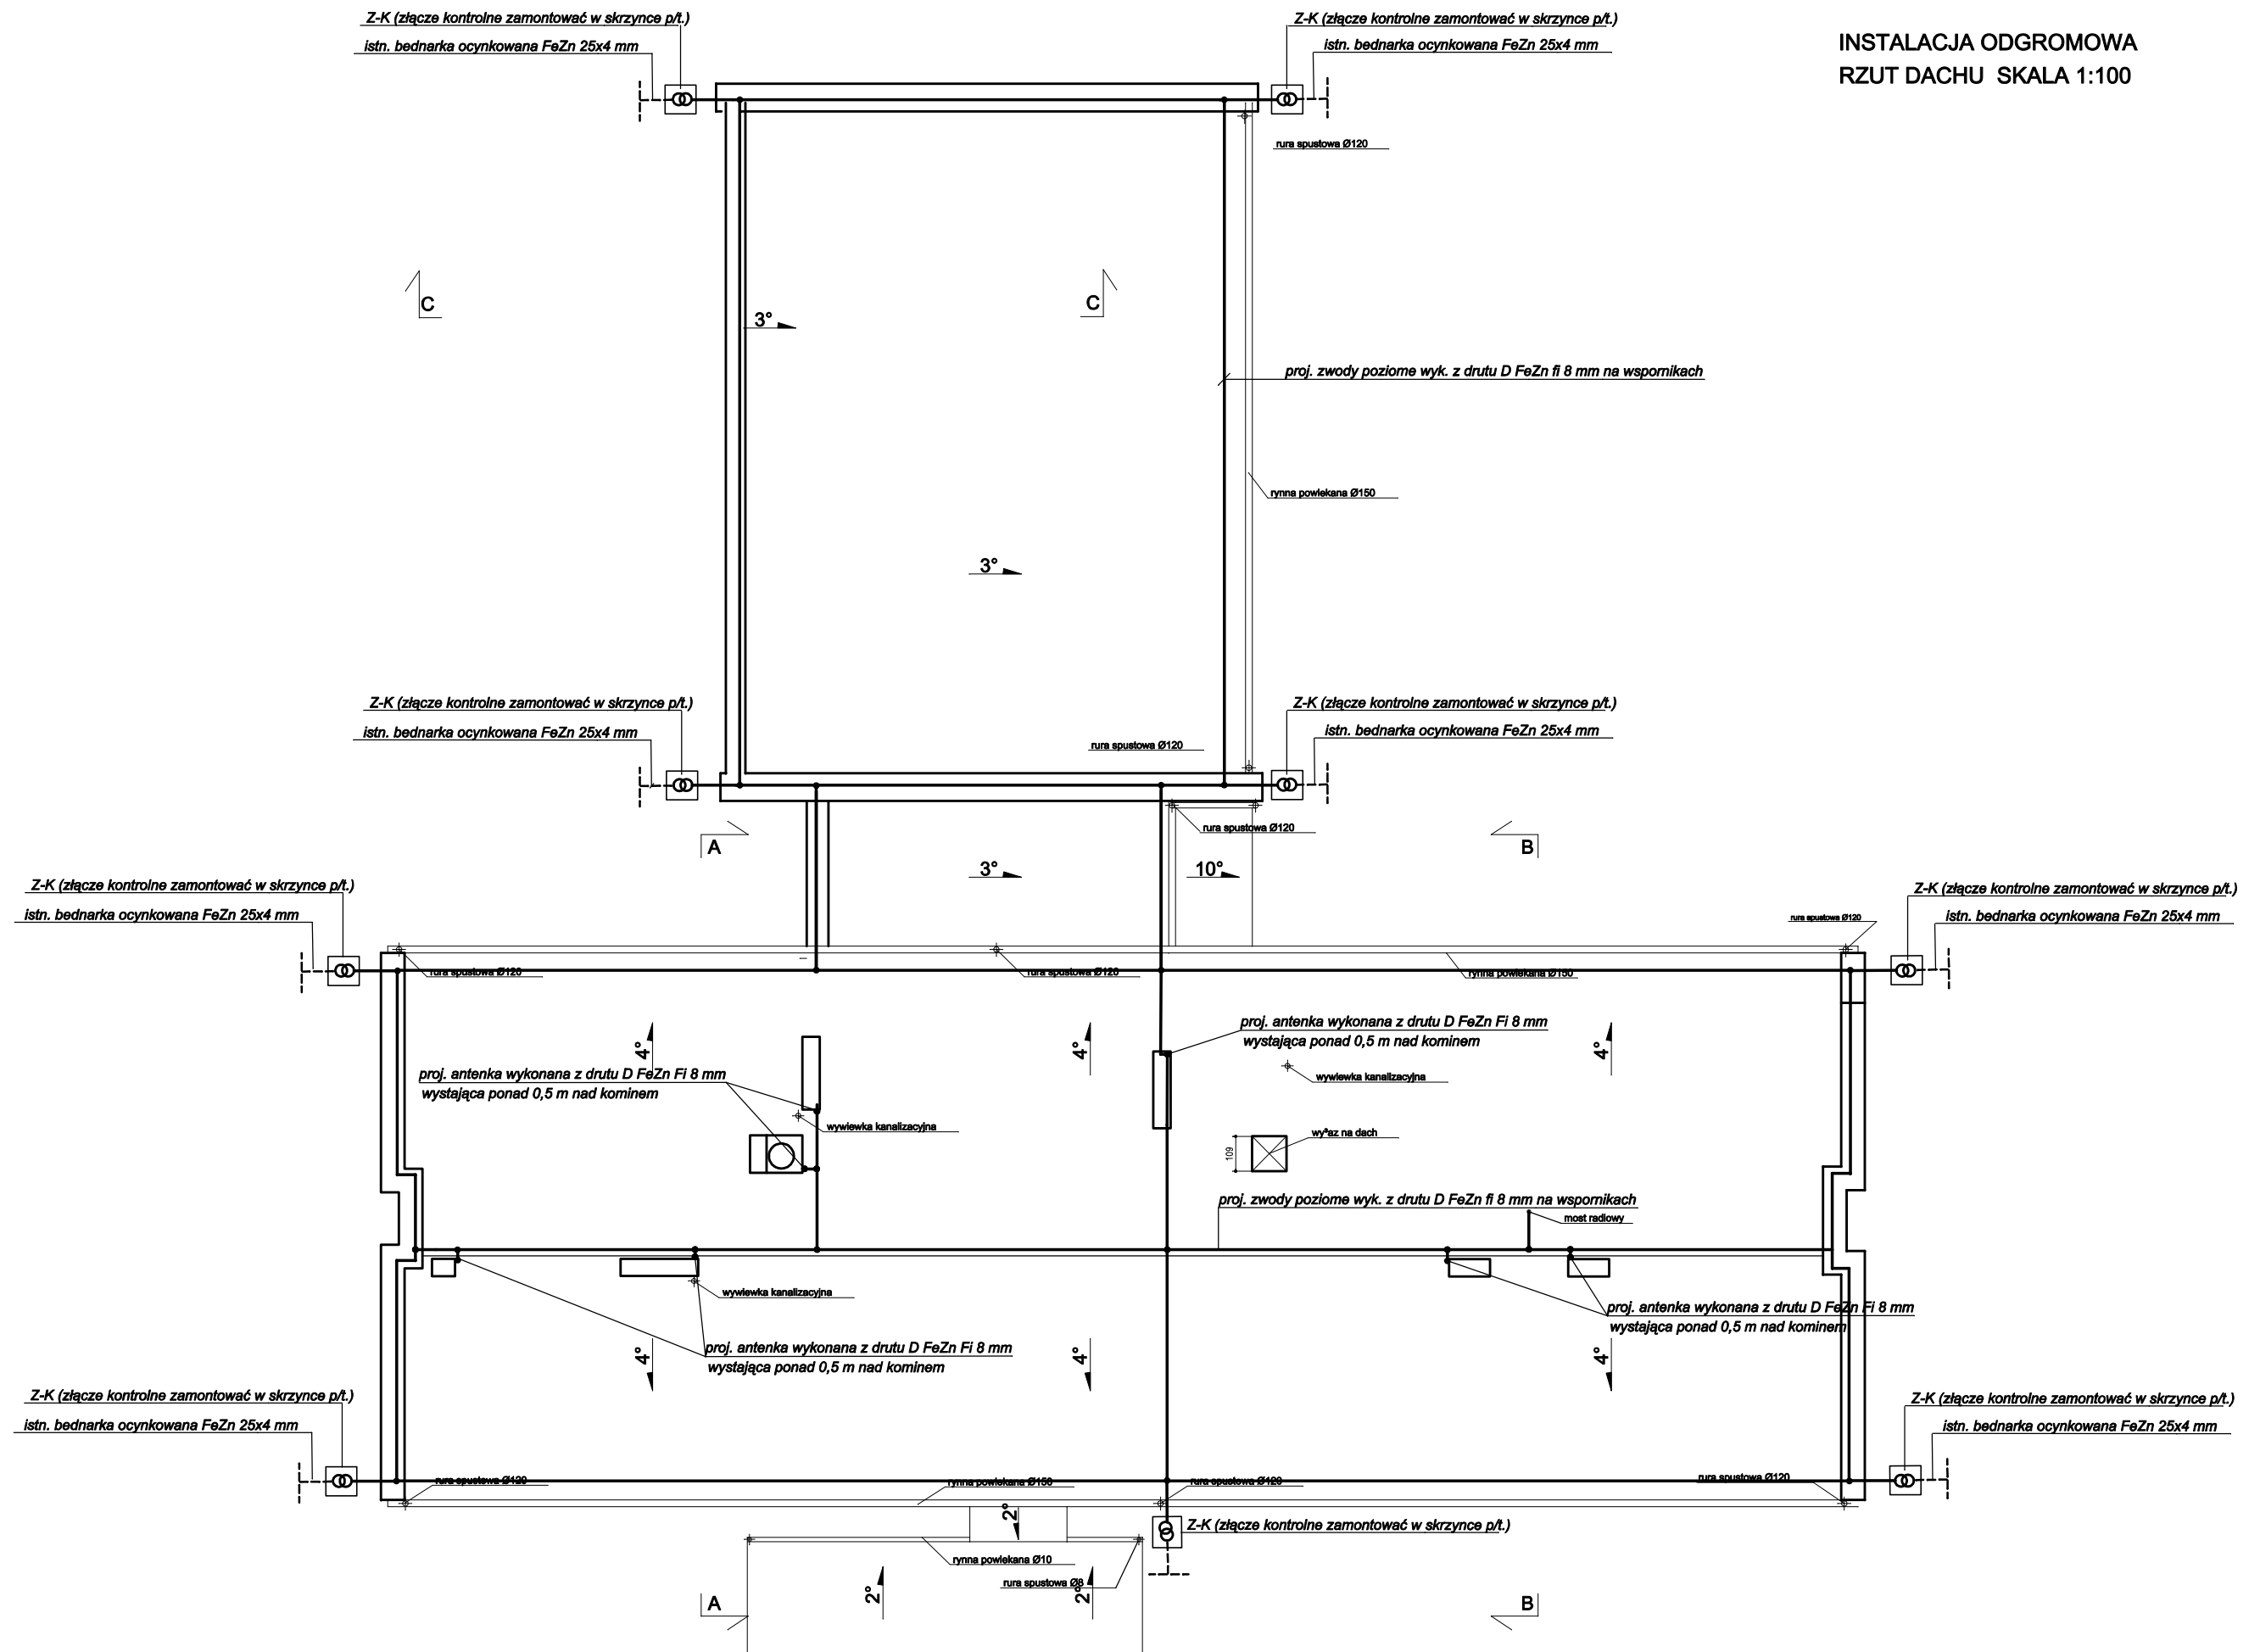 Z-K (złącze kontrolne zamontować w skrzynce p/t.)
istn. bednarka ocynkowana FeZn 25x4 mm
Z-K (złącze kontrolne zamontować w skrzynce p/t.)
istn. bednarka ocynkowana FeZn 25x4 mm
INSTALACJA ODGROMOWA
RZUT DACHU SKALA 1:100
rura spustowa Ø120
C
C
3°
proj. zwody poziome wyk. z drutu D FeZn fi 8 mm na wspornikach
rynna powlekana Ø150
3°
Z-K (złącze kontrolne zamontować w skrzynce p/t.)
istn. bednarka ocynkowana FeZn 25x4 mm
Z-K (złącze kontrolne zamontować w skrzynce p/t.)
istn. bednarka ocynkowana FeZn 25x4 mm
rura spustowa Ø120
rura spustowa Ø120
A
B
3°
10°
Z-K (złącze kontrolne zamontować w skrzynce p/t.)
istn. bednarka ocynkowana FeZn 25x4 mm
Z-K (złącze kontrolne zamontować w skrzynce p/t.)
istn. bednarka ocynkowana FeZn 25x4 mm
rura spustowa Ø120
rura spustowa Ø120
rura spustowa Ø120
rynna powlekana Ø150
proj. antenka wykonana z drutu D FeZn Fi 8 mm
wystająca ponad 0,5 m nad kominem
4°
4°
4°
proj. antenka wykonana z drutu D FeZn Fi 8 mm
wystająca ponad 0,5 m nad kominem
wywiewka kanalizacyjna
wywiewka kanalizacyjna
wyªaz na dach
109
proj. zwody poziome wyk. z drutu D FeZn fi 8 mm na wspornikach
most radiowy
wywiewka kanalizacyjna
proj. antenka wykonana z drutu D FeZn Fi 8 mm
wystająca ponad 0,5 m nad kominem
proj. antenka wykonana z drutu D FeZn Fi 8 mm
wystająca ponad 0,5 m nad kominem
4°
4°
4°
Z-K (złącze kontrolne zamontować w skrzynce p/t.)
istn. bednarka ocynkowana FeZn 25x4 mm
Z-K (złącze kontrolne zamontować w skrzynce p/t.)
istn. bednarka ocynkowana FeZn 25x4 mm
rura spustowa Ø120
rynna powlekana Ø150
rura spustowa Ø120
rura spustowa Ø120
2°
Z-K (złącze kontrolne zamontować w skrzynce p/t.)
rynna powlekana Ø10
rura spustowa Ø8
2°
2°
A
B